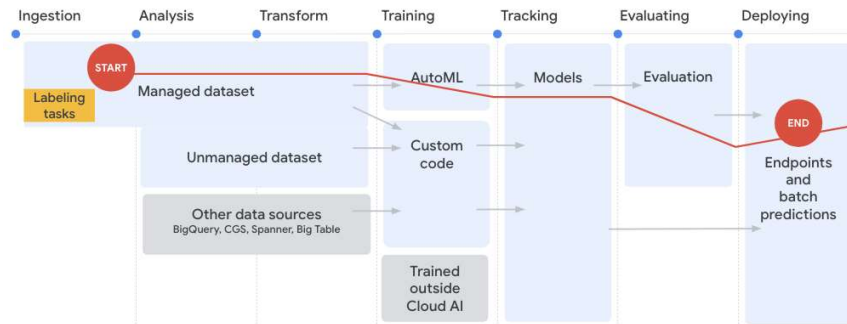 Ingestion
Analysis
Transform
Training
Tracking
Evaluating
Deploying
START
Labeling
tasks
Managed dataset
AutoML
Models
Evaluation
END
Unmanaged dataset
Custom
code
Endpoints
and
batch
predictions
Other data sources
BigQuery, CGS, Spanner, Big Table
Trained
outside
Cloud AI